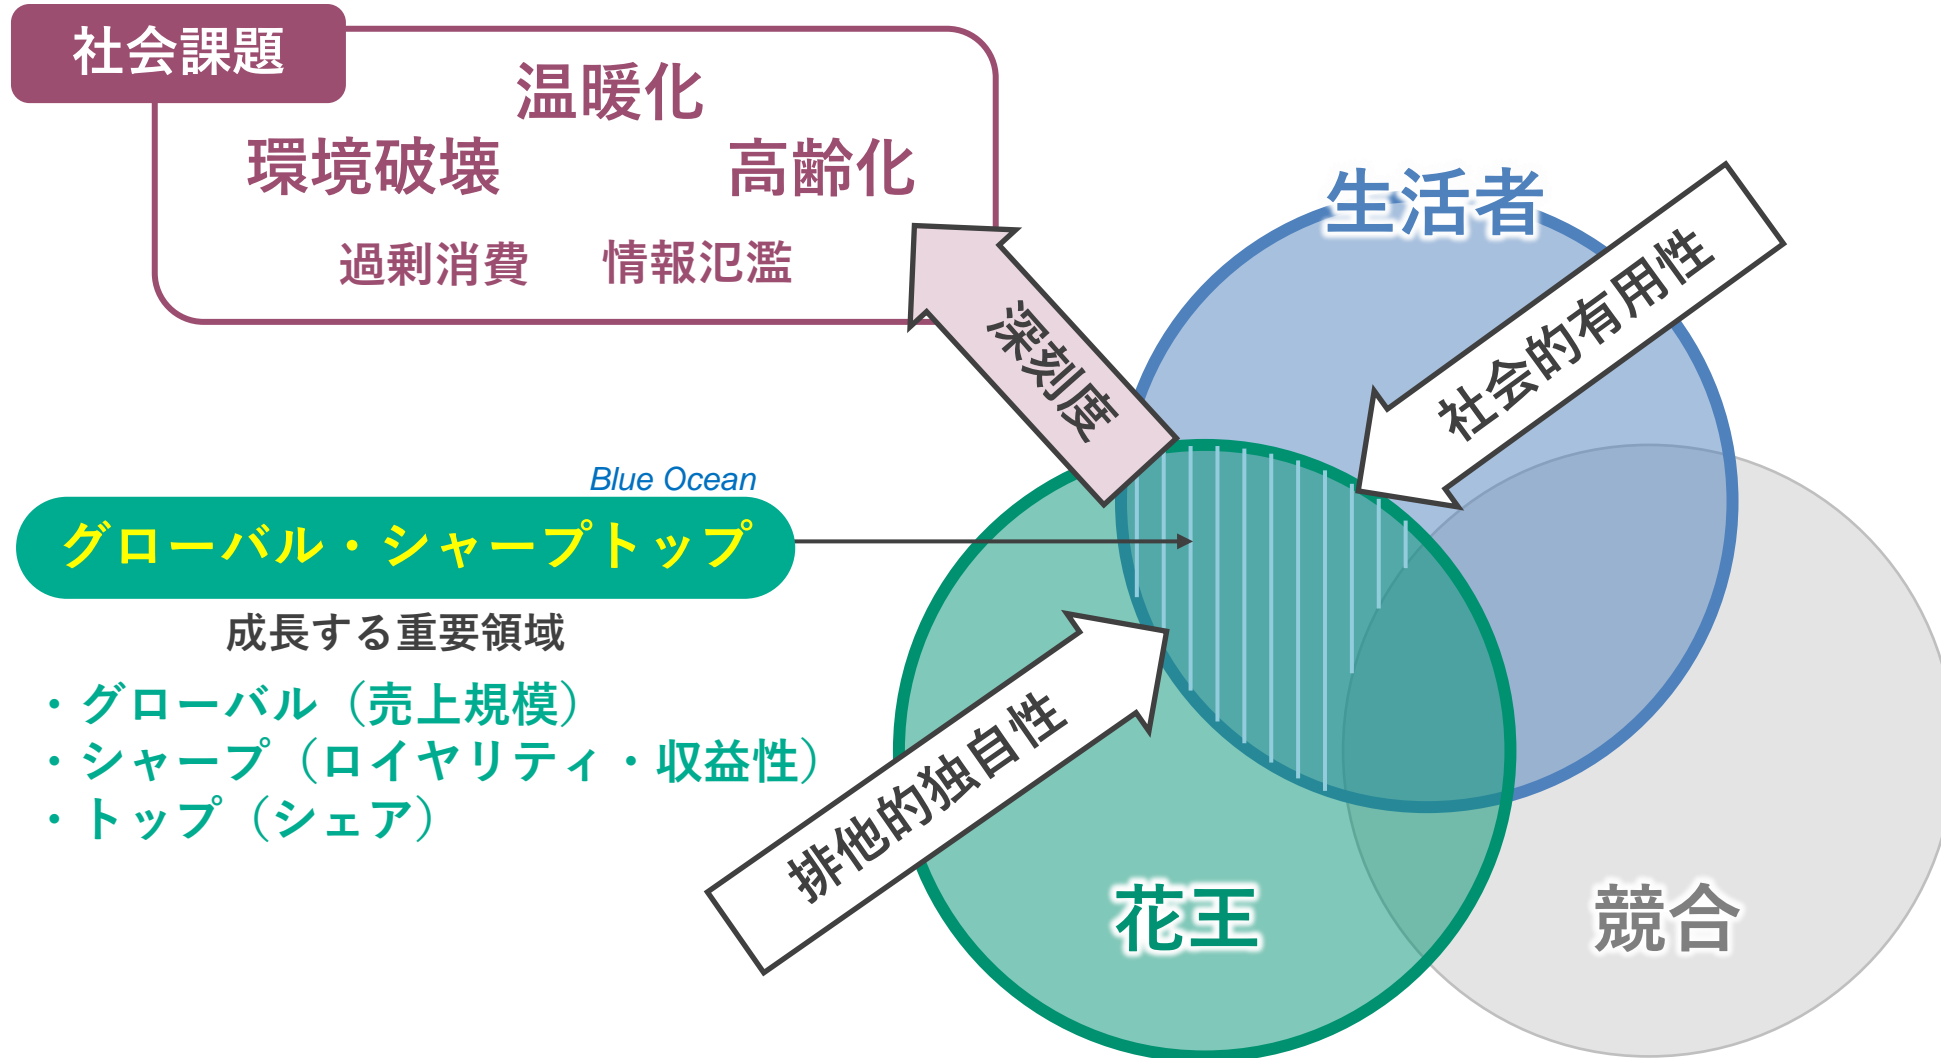 社会課題
温暖化
環境破壊
高齢化
過剰消費
情報氾濫
深刻度
生活者
社会的有用性
Blue Ocean
グローバル・シャープトップ
成長する重要領域
・グローバル（売上規模）
・シャープ（ロイヤリティ・収益性）
・トップ（シェア）
排他的独自性
花王
競合